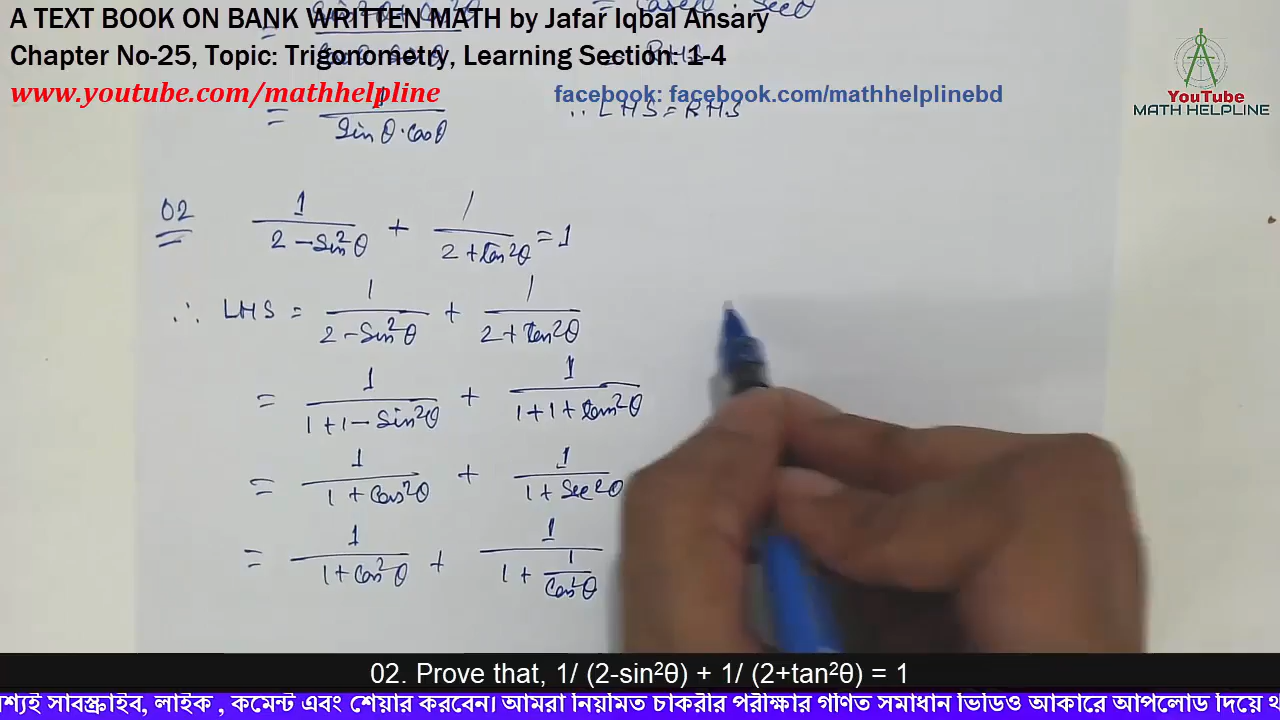 A TEXT BOOK ON BANK WRITTEN MATH by Jafar Iqbal Ansary
Chapter No-25, Topic: Trigonometry, Learning Section: 1-4
www.youtube.com/mathhelpline
facebook: facebook.com/mathhelplinebd
YouTube
MATH HELPLINE
= RHS
= 1/(Sin θ·Cos θ)
∴ LHS = RHS
02 1/(2 - Sin²θ) + 1/(2 + tan²θ) = 1
∴ LHS = 1/(2 - Sin²θ) + 1/(2 + tan²θ)
= 1/(1+1 - Sin²θ) + 1/(1+1+tan²θ)
= 1/(1 + Cos²θ) + 1/(1 + Sec²θ)
= 1/(1 + Cos²θ) + 1/(1 + 1/Cos²θ)
02. Prove that, 1/ (2-sin²θ) + 1/ (2+tan²θ) = 1
সাবস্ক্রাইব, লাইক , কমেন্ট এবং শেয়ার করবেন। আমরা নিয়মিত চাকরীর পরীক্ষার গাণিত সমাধান ভিডিও আকারে আপলোড দিয়ে